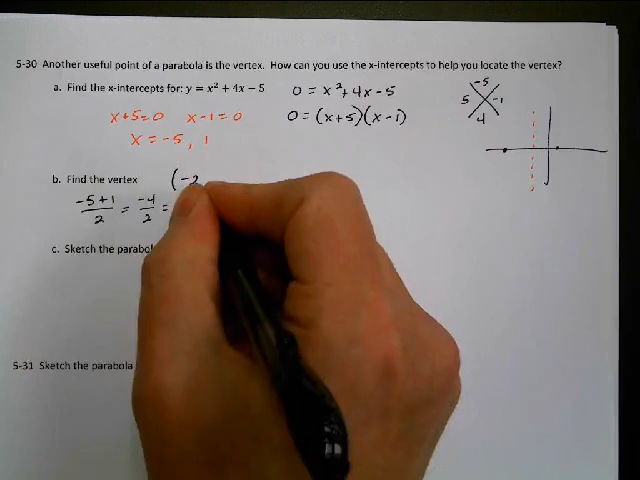 5-30 Another useful point of a parabola is the vertex. How can you use the x-intercepts to help you locate the vertex?
a. Find the x-intercepts for: y = x² + 4x − 5
0 = x² + 4x - 5
-5
5 -1
4
x+5=0 x-1=0
0 = (x+5)(x-1)
x = -5, 1
b. Find the vertex (-2
-5+1/2 = -4/2 =
c. Sketch the parabol
5-31 Sketch the parabola